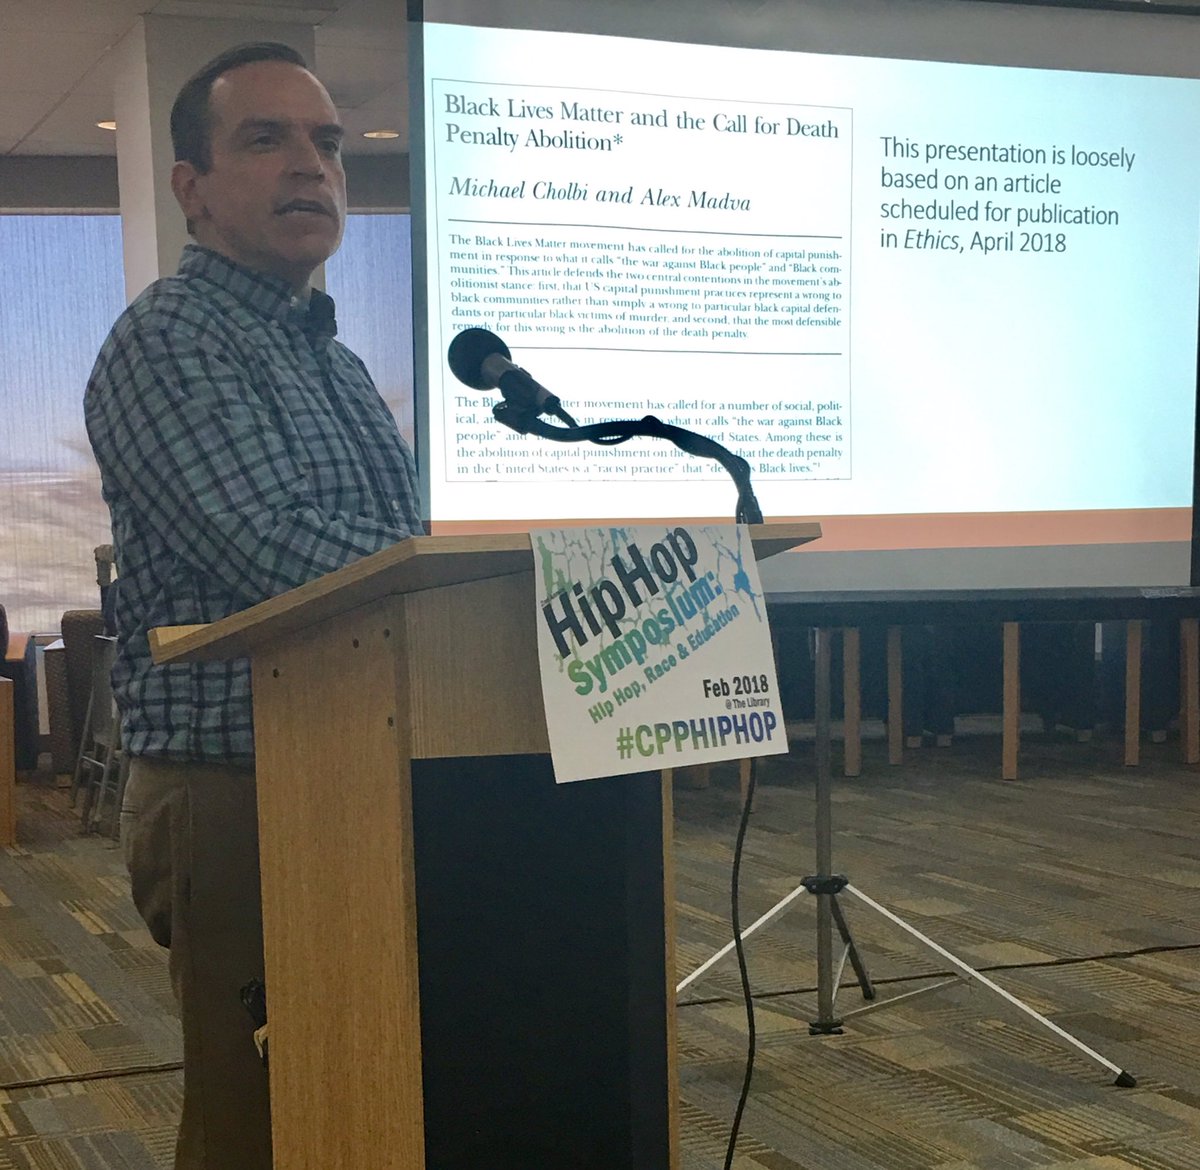 Black Lives Matter and the Call for Death
Penalty Abolition*
Michael Cholbi and Alex Madva
The Black Lives Matter movement has called for the abolition of capital punish-
ment in response to what it calls "the war against Black people" and "Black com-
munities." This article defends the two central contentions in the movement's ab-
olitionist stance: first, that US capital punishment practices represent a wrong to
black communities rather than simply a wrong to particular black capital defen-
dants or particular black victims of murder, and second, that the most defensible
remedy for this wrong is the abolition of the death penalty.
The Bl tter movement has called for a number of social, polit-
ical, an in what it calls "the war against Black
people" and ed States. Among these is
the abolition of capital punishment on the that the death penalty
in the United States is a "racist practice" that "de s Black lives."1
This presentation is loosely
based on an article
scheduled for publication
in Ethics, April 2018
HipHop
Symposium:
Hip Hop, Race & Education
Feb 2018
@ The Library
#CPPHIPHOP